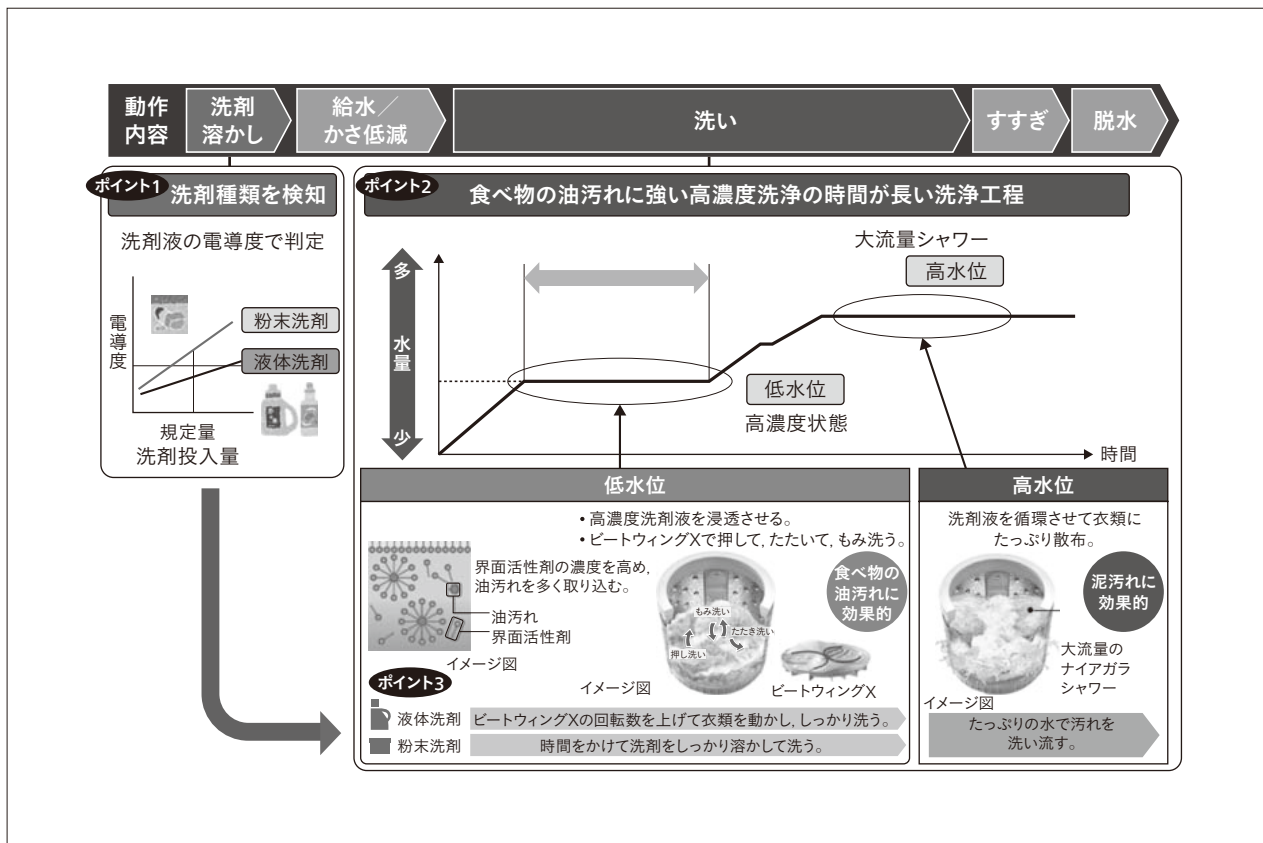 動作
内容
洗剤
溶かし
給水／
かさ低減
洗い
すすぎ
脱水
ポイント1
洗剤種類を検知
洗剤液の電導度で判定
電導度
粉末洗剤
液体洗剤
規定量
洗剤投入量
ポイント2
食べ物の油汚れに強い高濃度洗浄の時間が長い洗浄工程
多
水量
少
大流量シャワー
高水位
低水位
高濃度状態
時間
低水位
• 高濃度洗剤液を浸透させる。
• ビートウィングXで押して，たたいて，もみ洗う。
界面活性剤の濃度を高め，
油汚れを多く取り込む。
油汚れ
界面活性剤
イメージ図
もみ洗い
たたき洗い
押し洗い
イメージ図
食べ物の
油汚れに
効果的
ビートウィングX
ポイント3
液体洗剤
ビートウィングXの回転数を上げて衣類を動かし，しっかり洗う。
粉末洗剤
時間をかけて洗剤をしっかり溶かして洗う。
高水位
洗剤液を循環させて衣類に
たっぷり散布。
泥汚れに
効果的
大流量の
ナイアガラ
シャワー
イメージ図
たっぷりの水で汚れを
洗い流す。